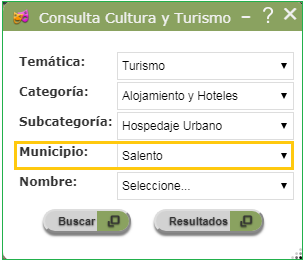 Consulta Cultura y Turismo – ? ×
Temática: Turismo
Categoría: Alojamiento y Hoteles
Subcategoría: Hospedaje Urbano
Municipio: Salento
Nombre: Seleccione...
Buscar Resultados